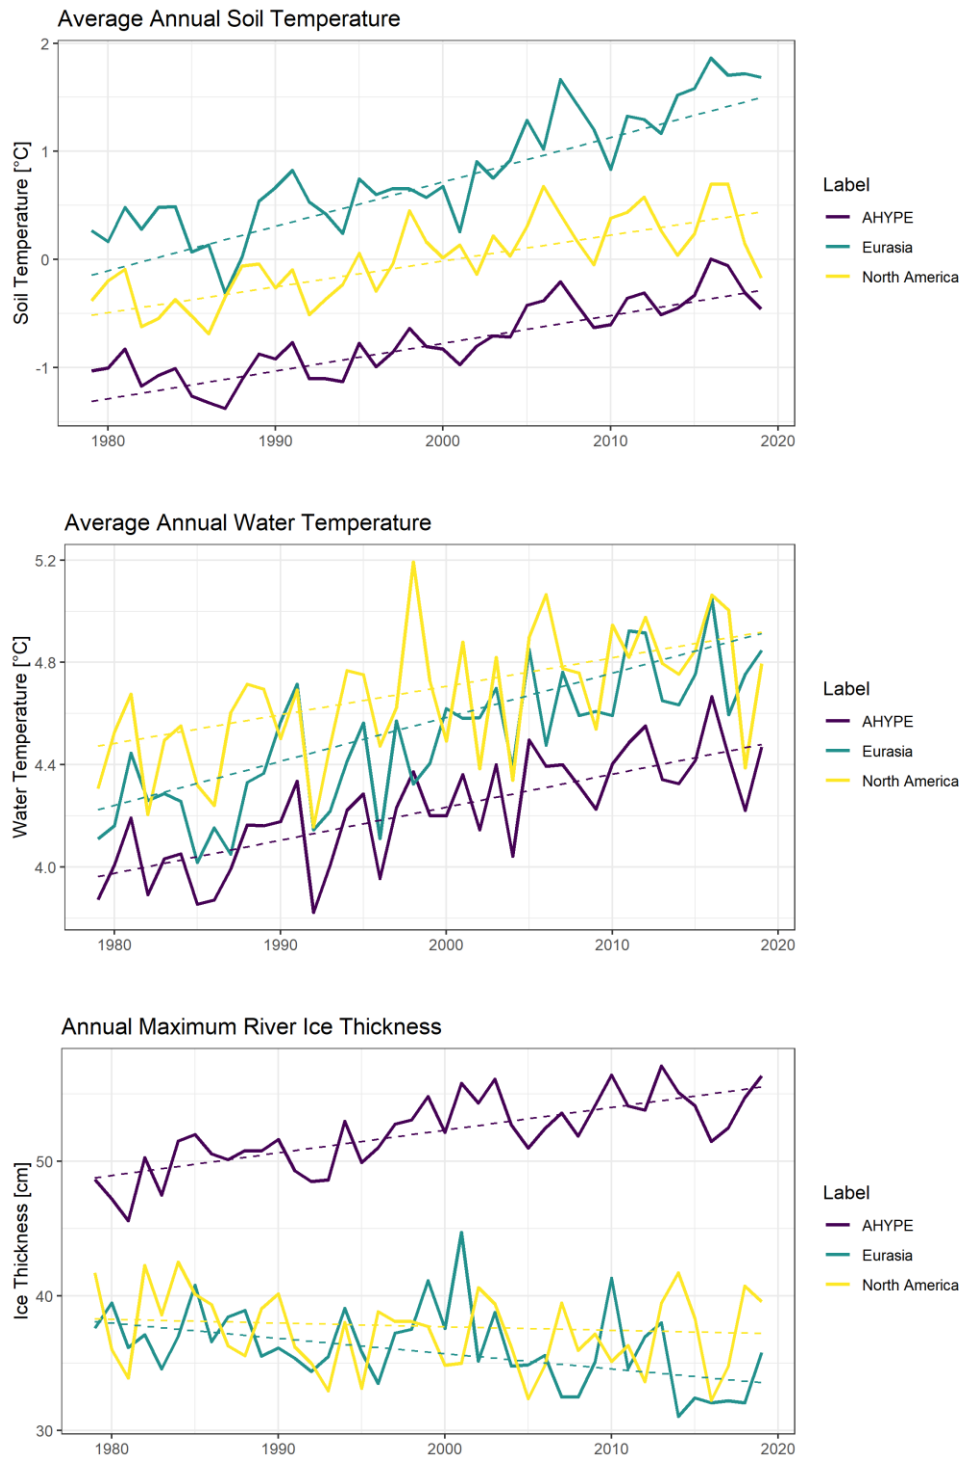 Average Annual Soil Temperature
Soil Temperature [°C]
2
1
0
-1
1980 1990 2000 2010 2020
Label
AHYPE
Eurasia
North America
Average Annual Water Temperature
Water Temperature [°C]
5.2
4.8
4.4
4.0
1980 1990 2000 2010 2020
Label
AHYPE
Eurasia
North America
Annual Maximum River Ice Thickness
Ice Thickness [cm]
50
40
30
1980 1990 2000 2010 2020
Label
AHYPE
Eurasia
North America